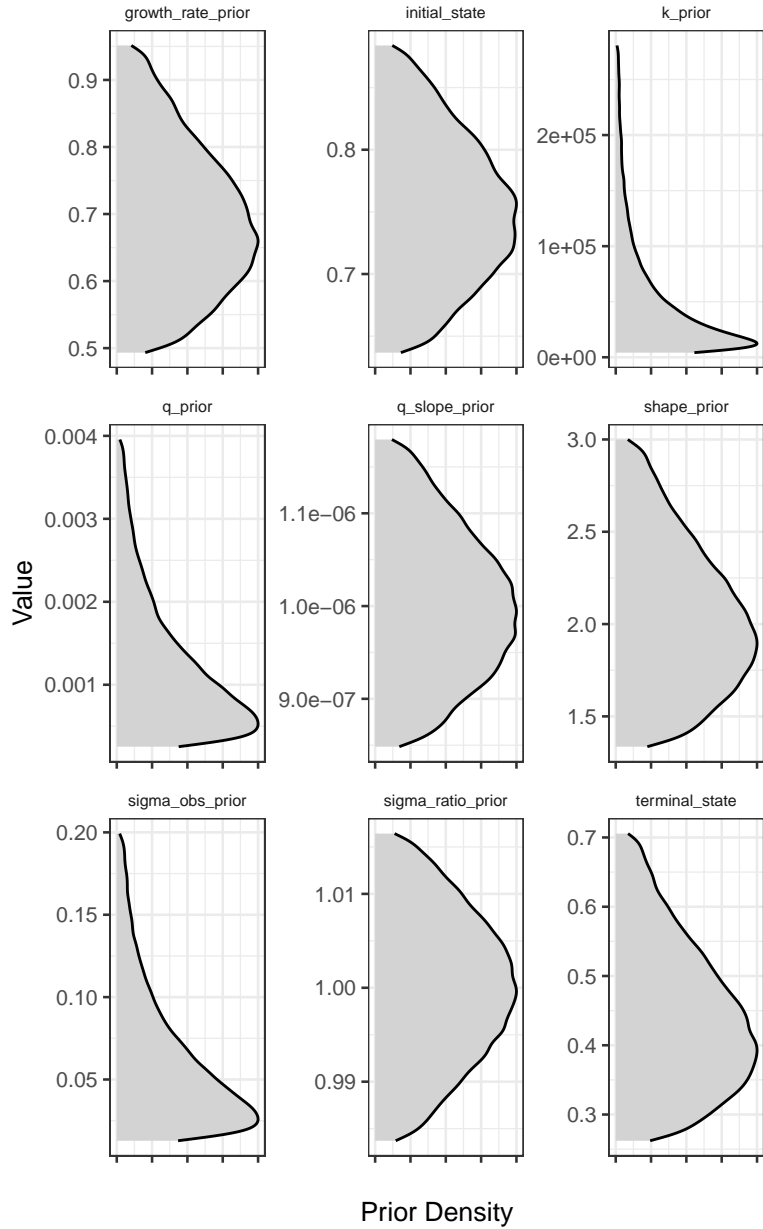 growth_rate_prior
initial_state
k_prior
0.9
0.8
0.7
0.6
0.5
0.8
0.7
2e+05
1e+05
0e+00
q_prior
q_slope_prior
shape_prior
0.004
0.003
0.002
0.001
1.1e−06
1.0e−06
9.0e−07
3.0
2.5
2.0
1.5
Value
sigma_obs_prior
sigma_ratio_prior
terminal_state
0.20
0.15
0.10
0.05
1.01
1.00
0.99
0.7
0.6
0.5
0.4
0.3
Prior Density